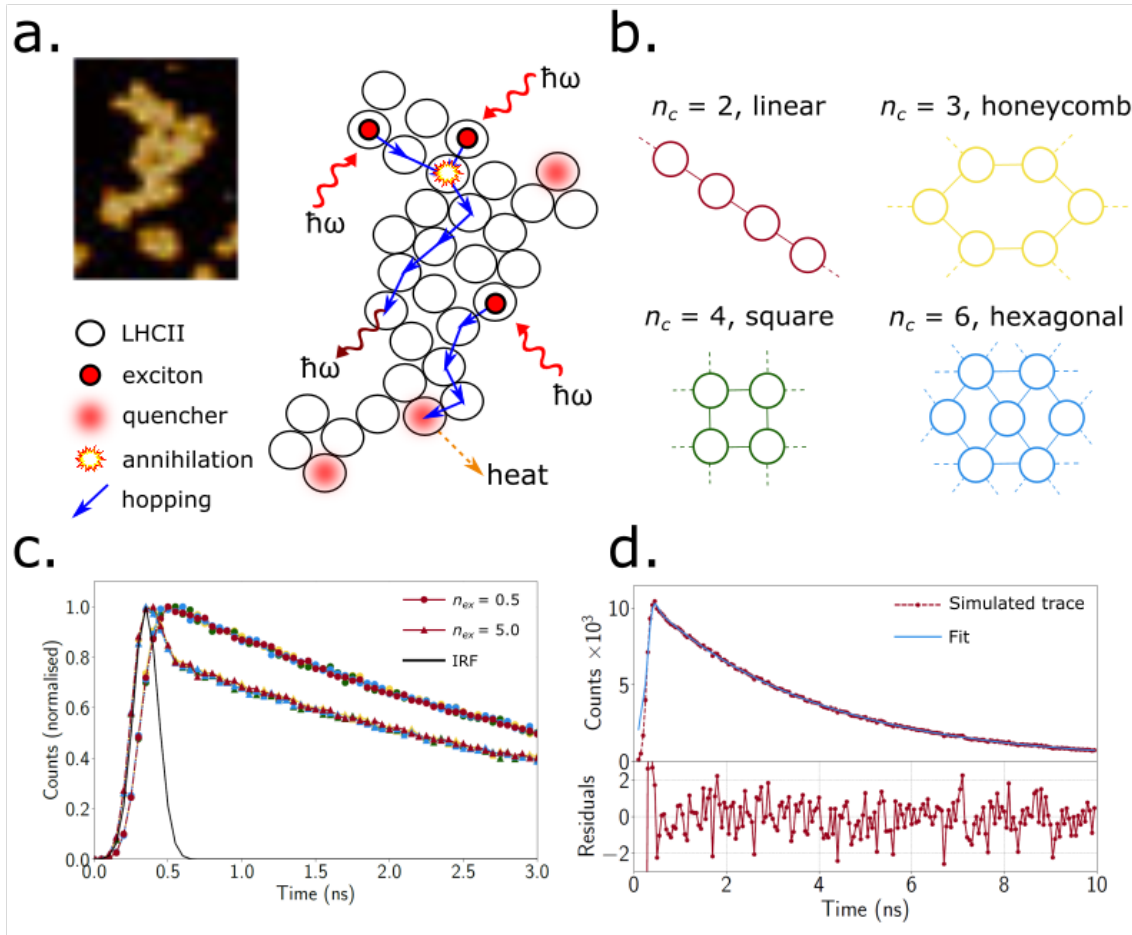 a.
ħω
ħω
ħω
ħω
LHCII
exciton
quencher
annihilation
hopping
heat
b.
n_c = 2, linear
n_c = 3, honeycomb
n_c = 4, square
n_c = 6, hexagonal
c.
Counts (normalised)
1.0
0.8
0.6
0.4
0.2
0.0
n_ex = 0.5
n_ex = 5.0
IRF
0.0 0.5 1.0 1.5 2.0 2.5 3.0
Time (ns)
d.
Counts ×10³
10
5
0
Simulated trace
Fit
Residuals
2
0
−2
0 2 4 6 8 10
Time (ns)